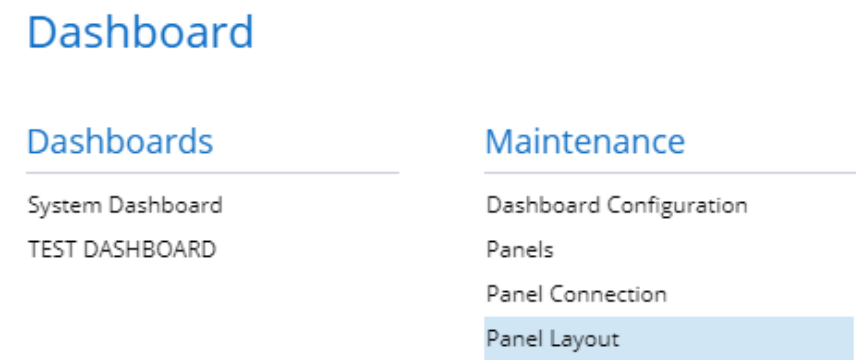 Dashboard
Dashboards
System Dashboard
TEST DASHBOARD
Maintenance
Dashboard Configuration
Panels
Panel Connection
Panel Layout